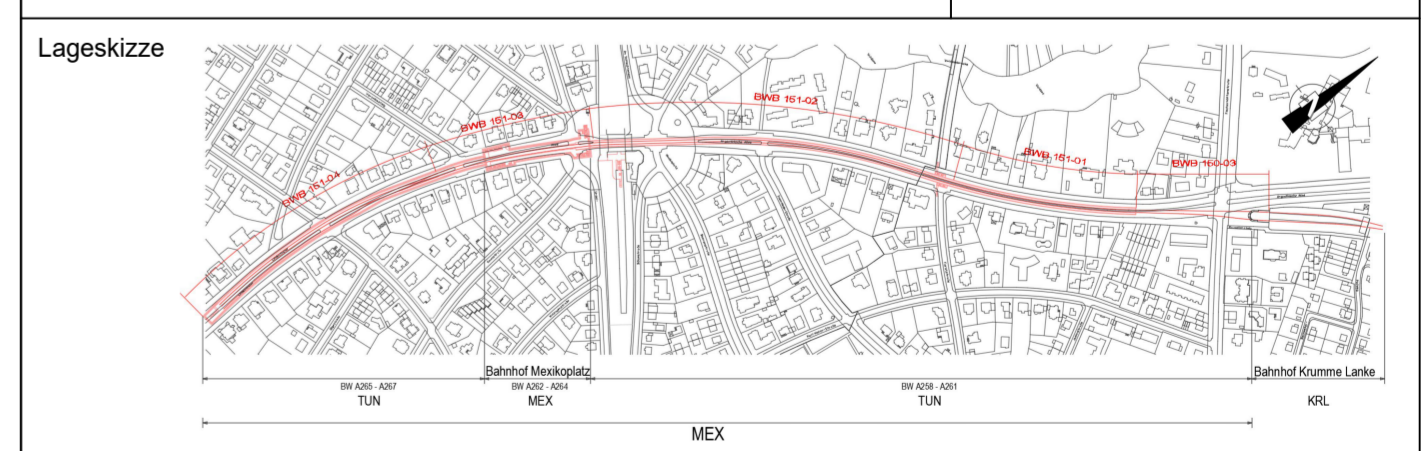 Lageskizze
BWB 151-02
BWB 151-03
BWB 151-01
BWB 160-03
BWB 151-04
Bahnhof Mexikoplatz
Bahnhof Krumme Lanke
BW A265 - A267
BW A262 - A264
BW A258 - A261
TUN
MEX
TUN
KRL
MEX